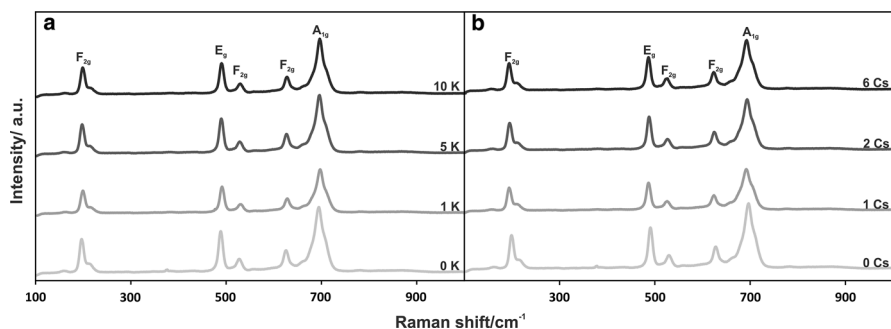 a
b
F2g
Eg
F2g
F2g
A1g
10 K
5 K
1 K
0 K
F2g
Eg
F2g
F2g
A1g
6 Cs
2 Cs
1 Cs
0 Cs
Intensity/ a.u.
100 300 500 700 900 300 500 700 900
Raman shift/cm-1